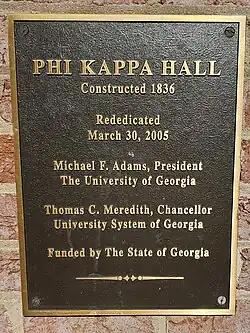 PHI KAPPA HALL
Constructed 1836
Rededicated
March 30, 2005
Michael F. Adams, President
The University of Georgia
Thomas C. Meredith, Chancellor
University System of Georgia
Funded by The State of Georgia